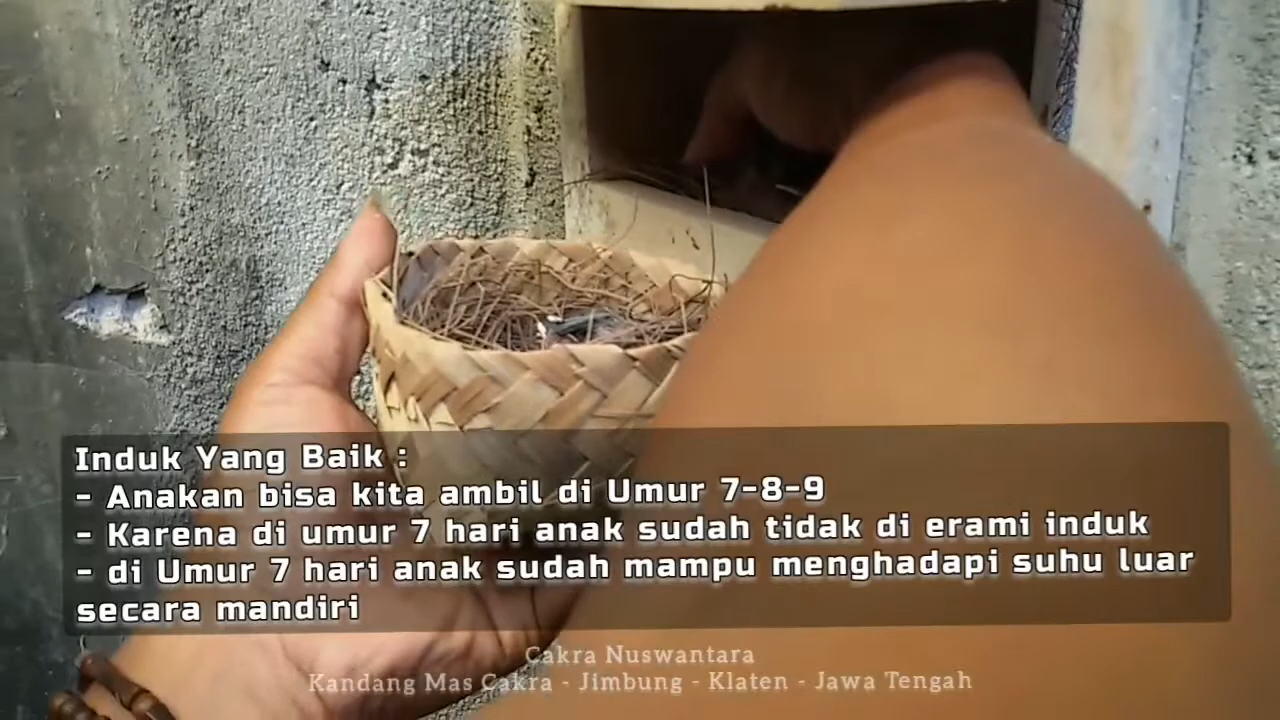 Induk Yang Baik :
- Anakan bisa kita ambil di Umur 7-8-9
- Karena di umur 7 hari anak sudah tidak di erami induk
- di Umur 7 hari anak sudah mampu menghadapi suhu luar
secara mandiri
Cakra Nuswantara
Kandang Mas Cakra - Jimbung - Klaten - Jawa Tengah